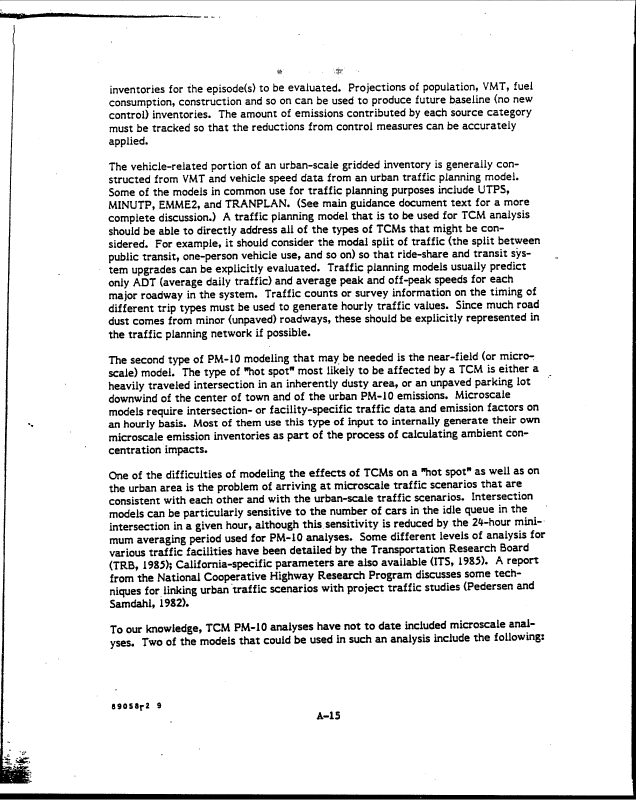 inventories for the episode(s) to be evaluated. Projections of population, VMT, fuel
consumption, construction and so on can be used to produce future baseline (no new
control) inventories. The amount of emissions contributed by each source category
must be tracked so that the reductions from control measures can be accurately
applied.
The vehicle-related portion of an urban-scale gridded inventory is generally con-
structed from VMT and vehicle speed data from an urban traffic planning model.
Some of the models in common use for traffic planning purposes include UTPS,
MINUTP, EMME2, and TRANPLAN. (See main guidance document text for a more
complete discussion.) A traffic planning model that is to be used for TCM analysis
should be able to directly address all of the types of TCMs that might be con-
sidered. For example, it should consider the modal split of traffic (the split between
public transit, one-person vehicle use, and so on) so that ride-share and transit sys-
tem upgrades can be explicitly evaluated. Traffic planning models usually predict
only ADT (average daily traffic) and average peak and off-peak speeds for each
major roadway in the system. Traffic counts or survey information on the timing of
different trip types must be used to generate hourly traffic values. Since much road
dust comes from minor (unpaved) roadways, these should be explicitly represented in
the traffic planning network if possible.
The second type of PM-10 modeling that may be needed is the near-field (or micro-
scale) model. The type of "hot spot" most likely to be affected by a TCM is either a
heavily traveled intersection in an inherently dusty area, or an unpaved parking lot
downwind of the center of town and of the urban PM-10 emissions. Microscale
models require intersection- or facility-specific traffic data and emission factors on
an hourly basis. Most of them use this type of input to internally generate their own
microscale emission inventories as part of the process of calculating ambient con-
centration impacts.
One of the difficulties of modeling the effects of TCMs on a "hot spot" as well as on
the urban area is the problem of arriving at microscale traffic scenarios that are
consistent with each other and with the urban-scale traffic scenarios. Intersection
models can be particularly sensitive to the number of cars in the idle queue in the
intersection in a given hour, although this sensitivity is reduced by the 24-hour mini-
mum averaging period used for PM-10 analyses. Some different levels of analysis for
various traffic facilities have been detailed by the Transportation Research Board
(TRB, 1985); California-specific parameters are also available (ITS, 1985). A report
from the National Cooperative Highway Research Program discusses some tech-
niques for linking urban traffic scenarios with project traffic studies (Pedersen and
Samdahl, 1982).
To our knowledge, TCM PM-10 analyses have not to date included microscale anal-
yses. Two of the models that could be used in such an analysis include the following:
89058r2 9
A-15